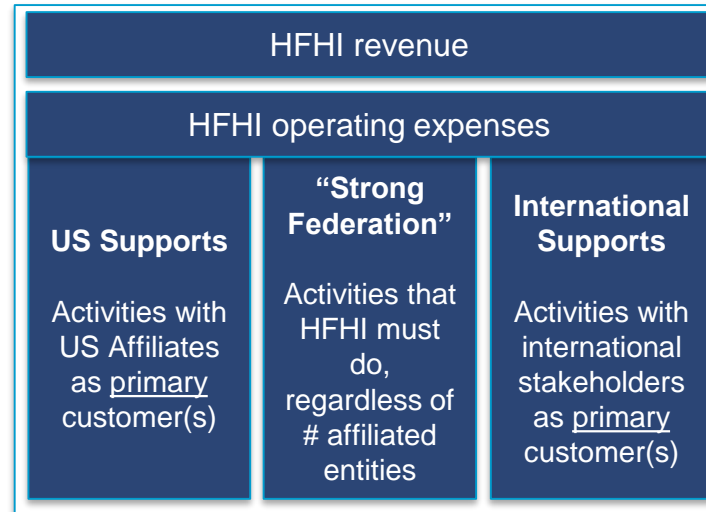 HFHI revenue
HFHI operating expenses
US Supports
Activities with
US Affiliates
as primary
customer(s)
“Strong
Federation”
Activities that
HFHI must
do,
regardless of
# affiliated
entities
International
Supports
Activities with
international
stakeholders
as primary
customer(s)